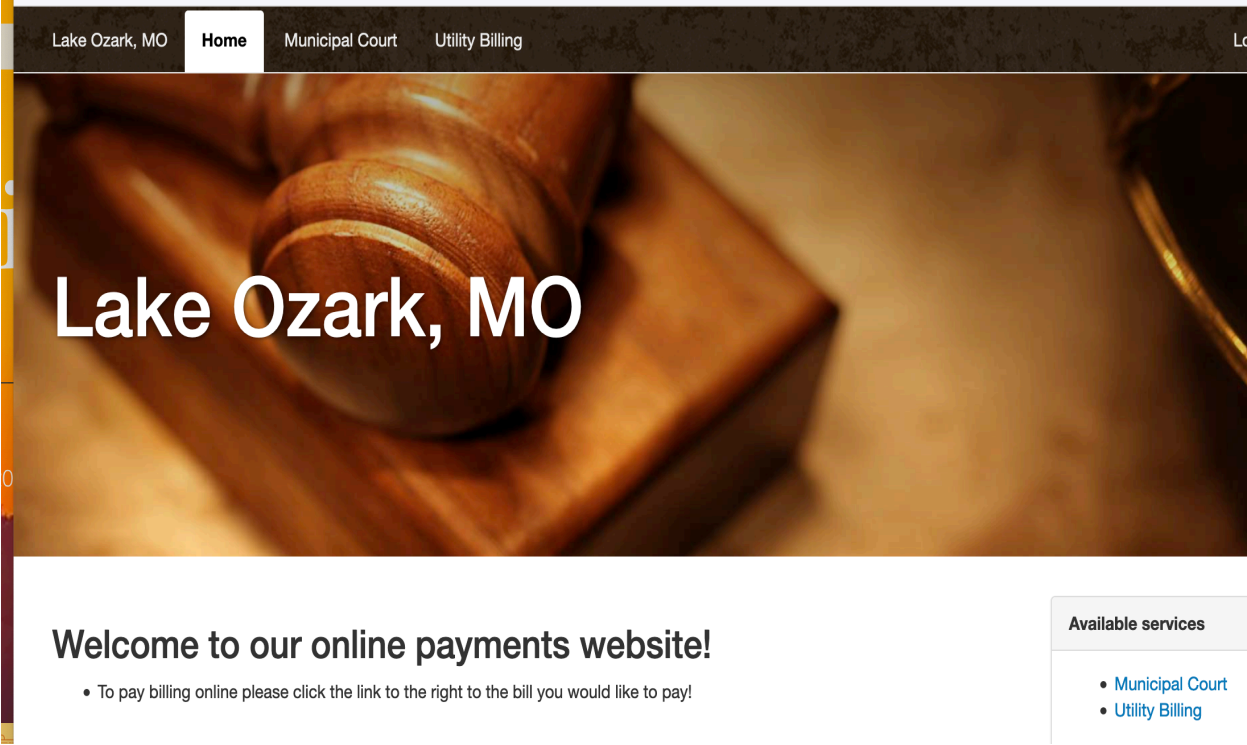 Lake Ozark, MO Home Municipal Court Utility Billing
Lake Ozark, MO
Welcome to our online payments website!
• To pay billing online please click the link to the right to the bill you would like to pay!
Available services
• Municipal Court
• Utility Billing